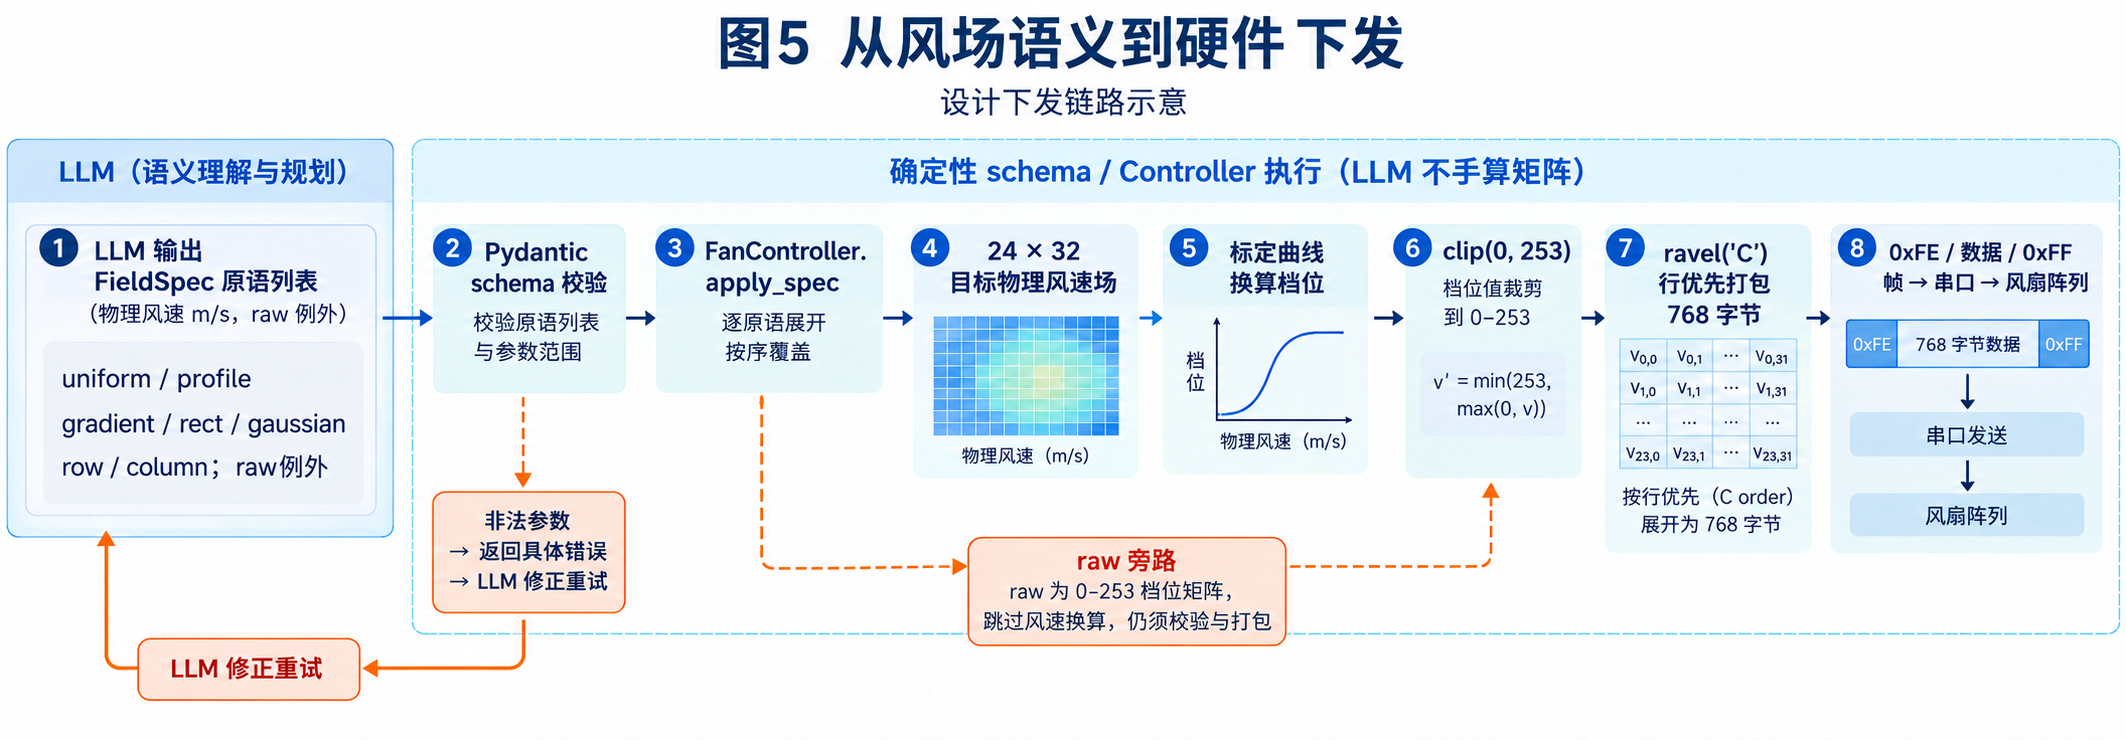 图5 从风场语义到硬件下发
设计下发链路示意
LLM（语义理解与规划）
1
LLM 输出
FieldSpec 原语列表
（物理风速 m/s，raw 例外）
uniform / profile
gradient / rect / gaussian
row / column；raw例外
确定性 schema / Controller 执行（LLM 不手算矩阵）
2
Pydantic
schema 校验
校验原语列表
与参数范围
3
FanController.
apply_spec
逐原语展开
按序覆盖
4
24 × 32
目标物理风速场
物理风速（m/s）
5
标定曲线
换算档位
档位
物理风速（m/s）
6
clip(0, 253)
档位值裁剪
到 0–253
v′ = min(253,
max(0, v))
7
ravel('C')
行优先打包
768 字节
V0,0 V0,1 ··· V0,31
V1,0 V1,1 ··· V1,31
··· ··· ···
V23,0 V23,1 ··· V23,31
按行优先（C order）
展开为 768 字节
8
0xFE / 数据 / 0xFF
帧 → 串口 → 风扇阵列
0xFE 768 字节数据 0xFF
串口发送
风扇阵列
非法参数
→ 返回具体错误
→ LLM 修正重试
raw 旁路
raw 为 0–253 档位矩阵，
跳过风速换算，仍须校验与打包
LLM 修正重试